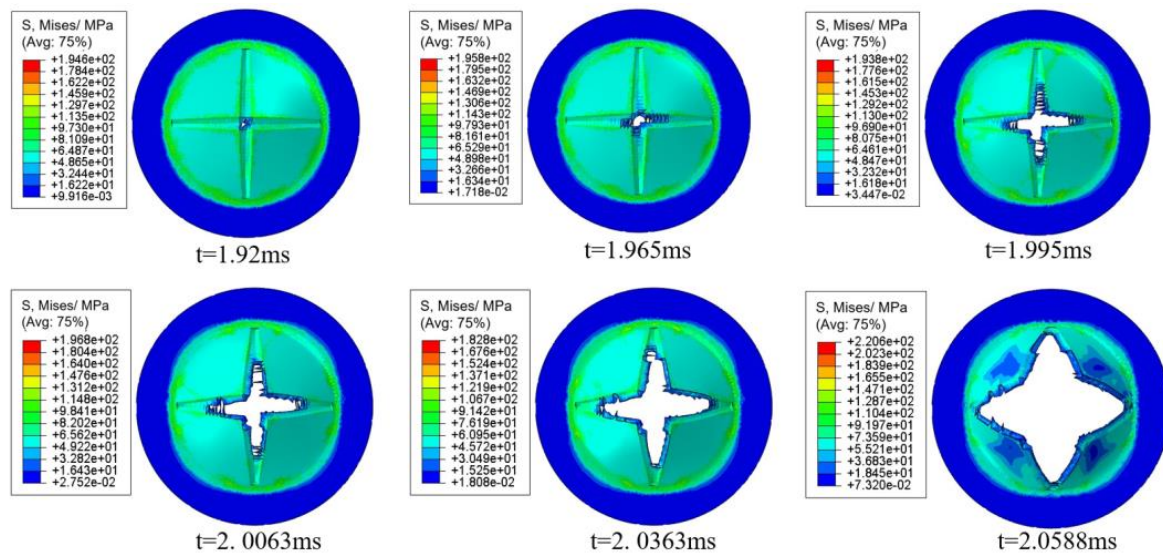 S, Mises/ MPa
(Avg: 75%)
+1.946e+02
+1.784e+02
+1.622e+02
+1.459e+02
+1.297e+02
+1.135e+02
+9.730e+01
+8.109e+01
+6.487e+01
+4.865e+01
+3.244e+01
+1.622e+01
+9.916e-03
t=1.92ms
S, Mises/ MPa
(Avg: 75%)
+1.958e+02
+1.795e+02
+1.632e+02
+1.469e+02
+1.306e+02
+1.143e+02
+9.793e+01
+8.161e+01
+6.529e+01
+4.898e+01
+3.266e+01
+1.634e+01
+1.718e-02
t=1.965ms
S, Mises/ MPa
(Avg: 75%)
+1.938e+02
+1.776e+02
+1.615e+02
+1.453e+02
+1.292e+02
+1.130e+02
+9.690e+01
+8.075e+01
+6.461e+01
+4.847e+01
+3.232e+01
+1.618e+01
+3.447e-02
t=1.995ms
S, Mises/ MPa
(Avg: 75%)
+1.968e+02
+1.804e+02
+1.640e+02
+1.476e+02
+1.312e+02
+1.148e+02
+9.841e+01
+8.202e+01
+6.562e+01
+4.922e+01
+3.282e+01
+1.643e+01
+2.752e-02
t=2. 0063ms
S, Mises/ MPa
(Avg: 75%)
+1.828e+02
+1.676e+02
+1.524e+02
+1.371e+02
+1.219e+02
+1.067e+02
+9.142e+01
+7.619e+01
+6.095e+01
+4.572e+01
+3.049e+01
+1.525e+01
+1.808e-02
t=2. 0363ms
S, Mises/ MPa
(Avg: 75%)
+2.206e+02
+2.023e+02
+1.839e+02
+1.655e+02
+1.471e+02
+1.287e+02
+1.104e+02
+9.197e+01
+7.359e+01
+5.521e+01
+3.683e+01
+1.845e+01
+7.320e-02
t=2.0588ms